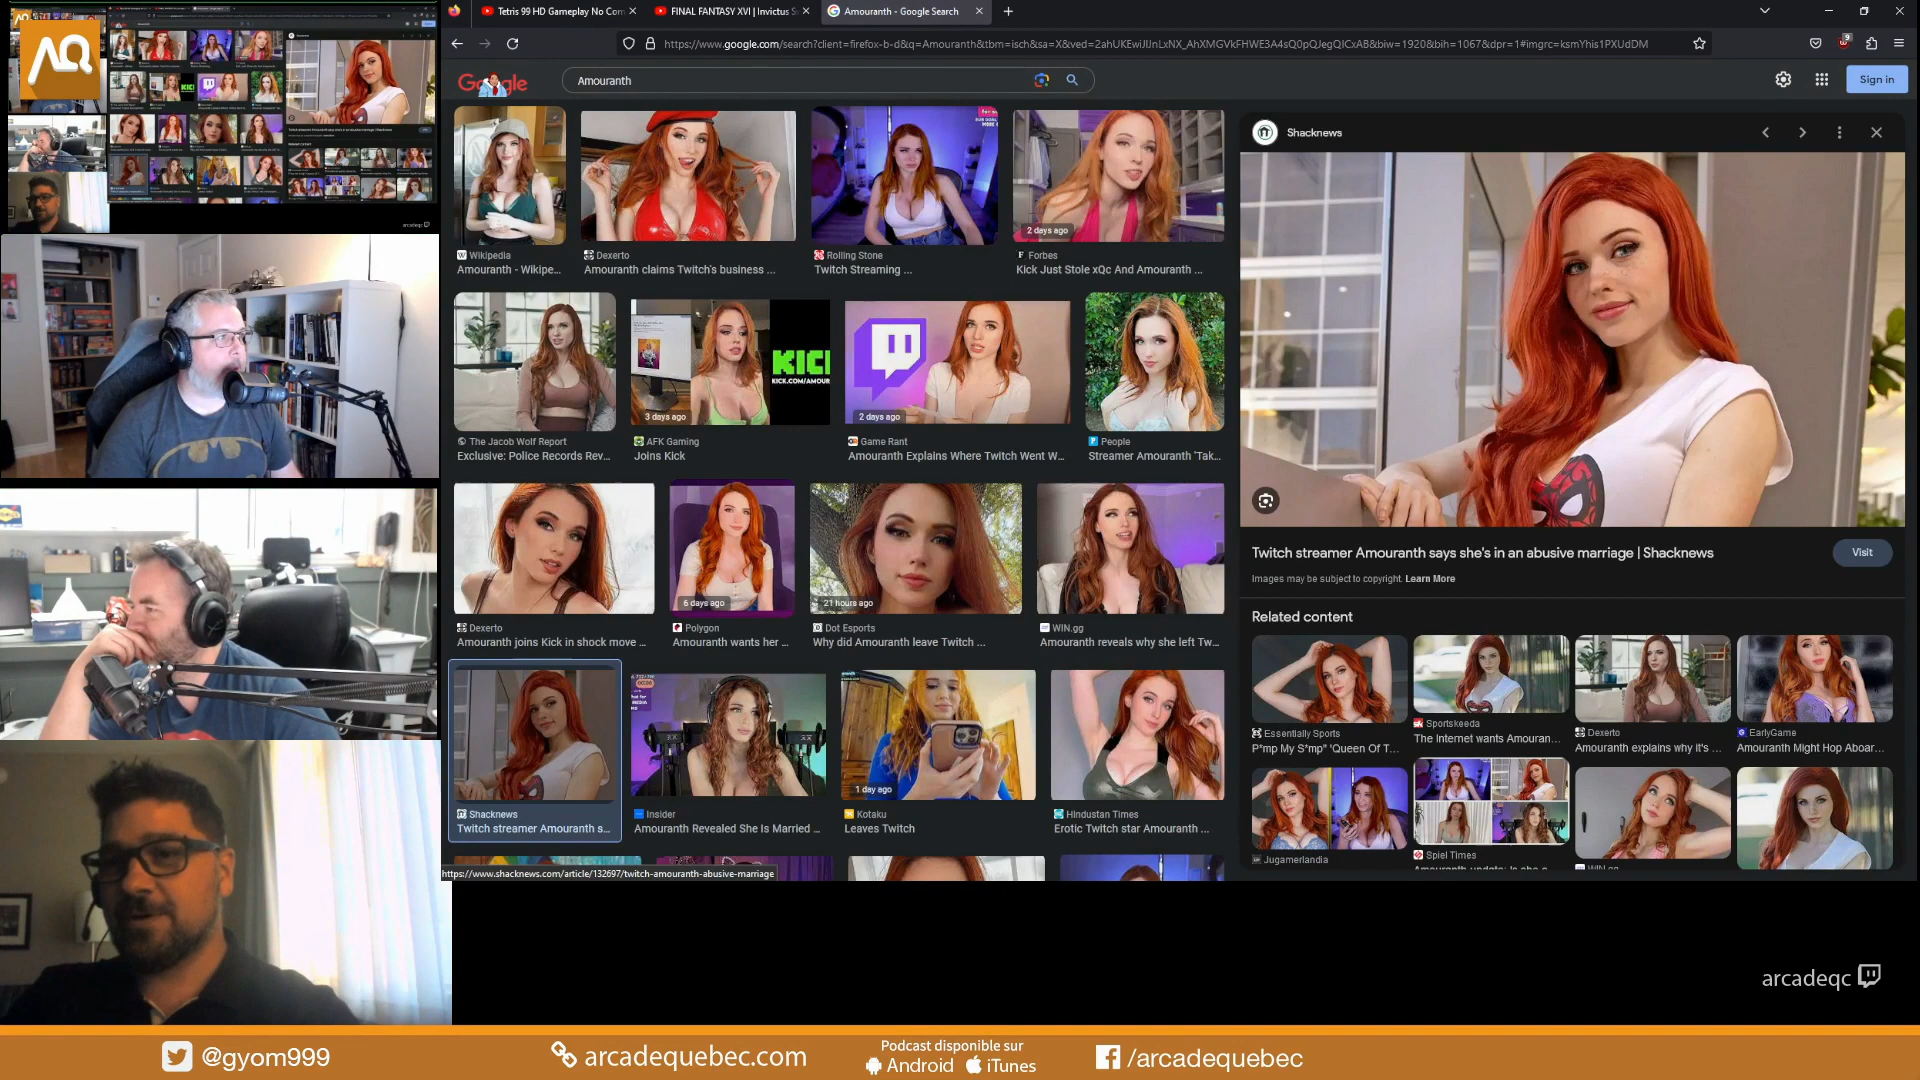 Tetris 99 HD Gameplay No Com
FINAL FANTASY XVI | Invictus S
Amouranth - Google Search
https://www.google.com/search?client=firefox-b-d&q=Amouranth&tbm=isch&sa=X&ved=2ahUKEwiJlJnLxNX_AhXMGVkFHWE3A4sQ0pQJegQICxAB&biw=1920&bih=1067&dpr=1#imgrc=ksmYhis1PXUdDM
9
AQ
Google
Amouranth
Sign in
Shacknews
2 days ago
Wikipedia
Amouranth - Wikipe...
Dexerto
Amouranth claims Twitch's business ...
Rolling Stone
Twitch Streaming ...
Forbes
Kick Just Stole xQc And Amouranth ...
KICK
KICK.COM/AMOUR
3 days ago
2 days ago
The Jacob Wolf Report
Exclusive: Police Records Rev...
AFK Gaming
Joins Kick
Game Rant
Amouranth Explains Where Twitch Went W...
People
Streamer Amouranth 'Tak...
6 days ago
21 hours ago
Dexerto
Amouranth joins Kick in shock move ...
Polygon
Amouranth wants her ...
Dot Esports
Why did Amouranth leave Twitch ...
WIN.gg
Amouranth reveals why she left Tw...
1 day ago
Shacknews
Twitch streamer Amouranth s...
Insider
Amouranth Revealed She Is Married ...
Kotaku
Leaves Twitch
Hindustan Times
Erotic Twitch star Amouranth ...
https://www.shacknews.com/article/132697/twitch-amouranth-abusive-marriage
Twitch streamer Amouranth says she's in an abusive marriage | Shacknews
Visit
Images may be subject to copyright. Learn More
Related content
Essentially Sports
P*mp My S*mp" 'Queen Of T...
Sportskeeda
The Internet wants Amouran...
Dexerto
Amouranth explains why it's ...
EarlyGame
Amouranth Might Hop Aboar...
Jugamerlandia
Spiel Times
WIN.gg
arcadeqc
@gyom999
arcadequebec.com
Podcast disponible sur
Android iTunes
/arcadequebec